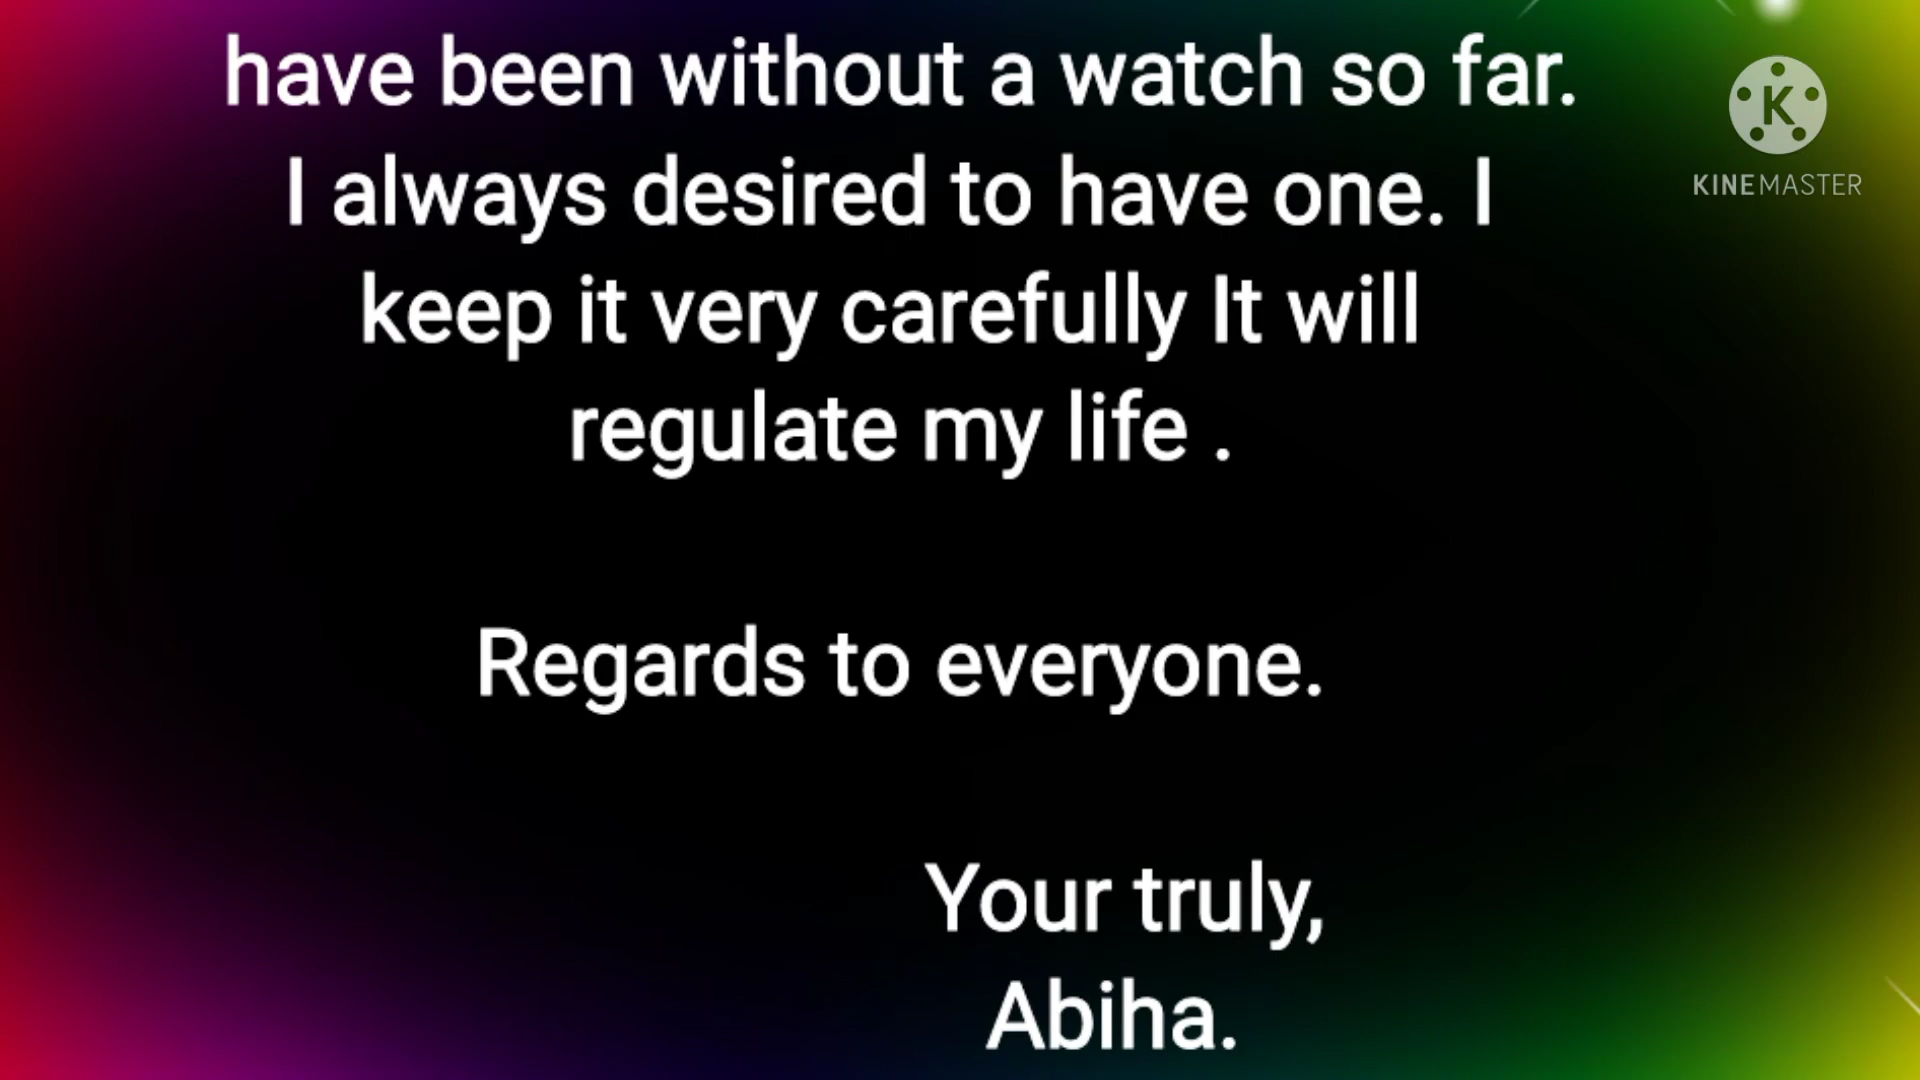 have been without a watch so far.
I always desired to have one. I
keep it very carefully It will
regulate my life .
Regards to everyone.
Your truly,
Abiha.
K
KINEMASTER